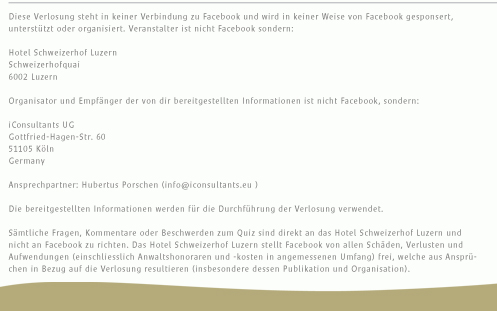 Diese Verlosung steht in keiner Verbindung zu Facebook und wird in keiner Weise von Facebook gesponsert,
unterstützt oder organisiert. Veranstalter ist nicht Facebook sondern:
Hotel Schweizerhof Luzern
Schweizerhofquai
6002 Luzern
Organisator und Empfänger der von dir bereitgestellten Informationen ist nicht Facebook, sondern:
iConsultants UG
Gottfried-Hagen-Str. 60
51105 Köln
Germany
Ansprechpartner: Hubertus Porschen (info@iconsultants.eu )
Die bereitgestellten Informationen werden für die Durchführung der Verlosung verwendet.
Sämtliche Fragen, Kommentare oder Beschwerden zum Quiz sind direkt an das Hotel Schweizerhof Luzern und
nicht an Facebook zu richten. Das Hotel Schweizerhof Luzern stellt Facebook von allen Schäden, Verlusten und
Aufwendungen (einschliesslich Anwaltshonoraren und -kosten in angemessenen Umfang) frei, welche aus Ansprü-
chen in Bezug auf die Verlosung resultieren (insbesondere dessen Publikation und Organisation).